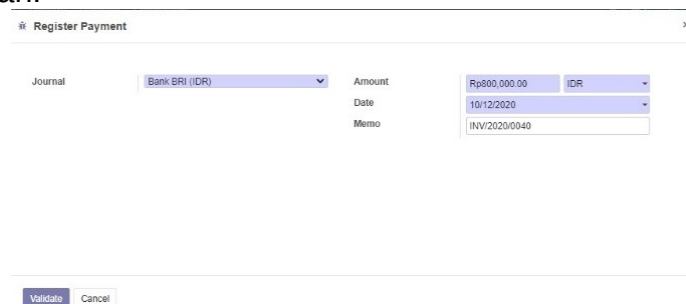 Register Payment
Journal Bank BRI (IDR) Amount Rp800,000.00 IDR
Date 10/12/2020
Memo INV/2020/0040
Validate Cancel